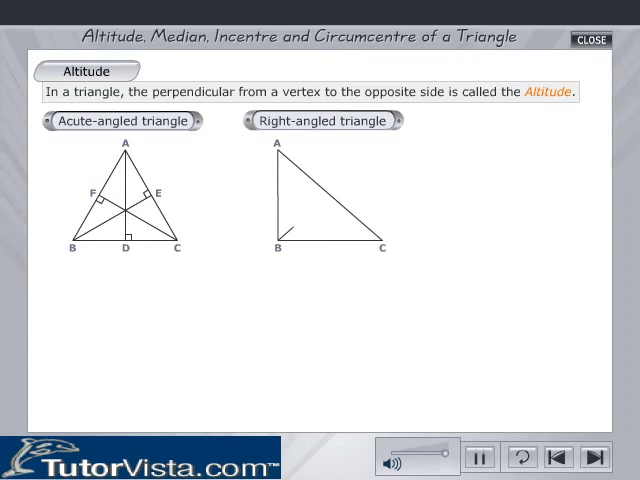 Altitude, Median, Incentre and Circumcentre of a Triangle
CLOSE
Altitude
In a triangle, the perpendicular from a vertex to the opposite side is called the Altitude.
Acute-angled triangle
Right-angled triangle
A
A
F
E
B
D
C
B
C
TutorVista.com™